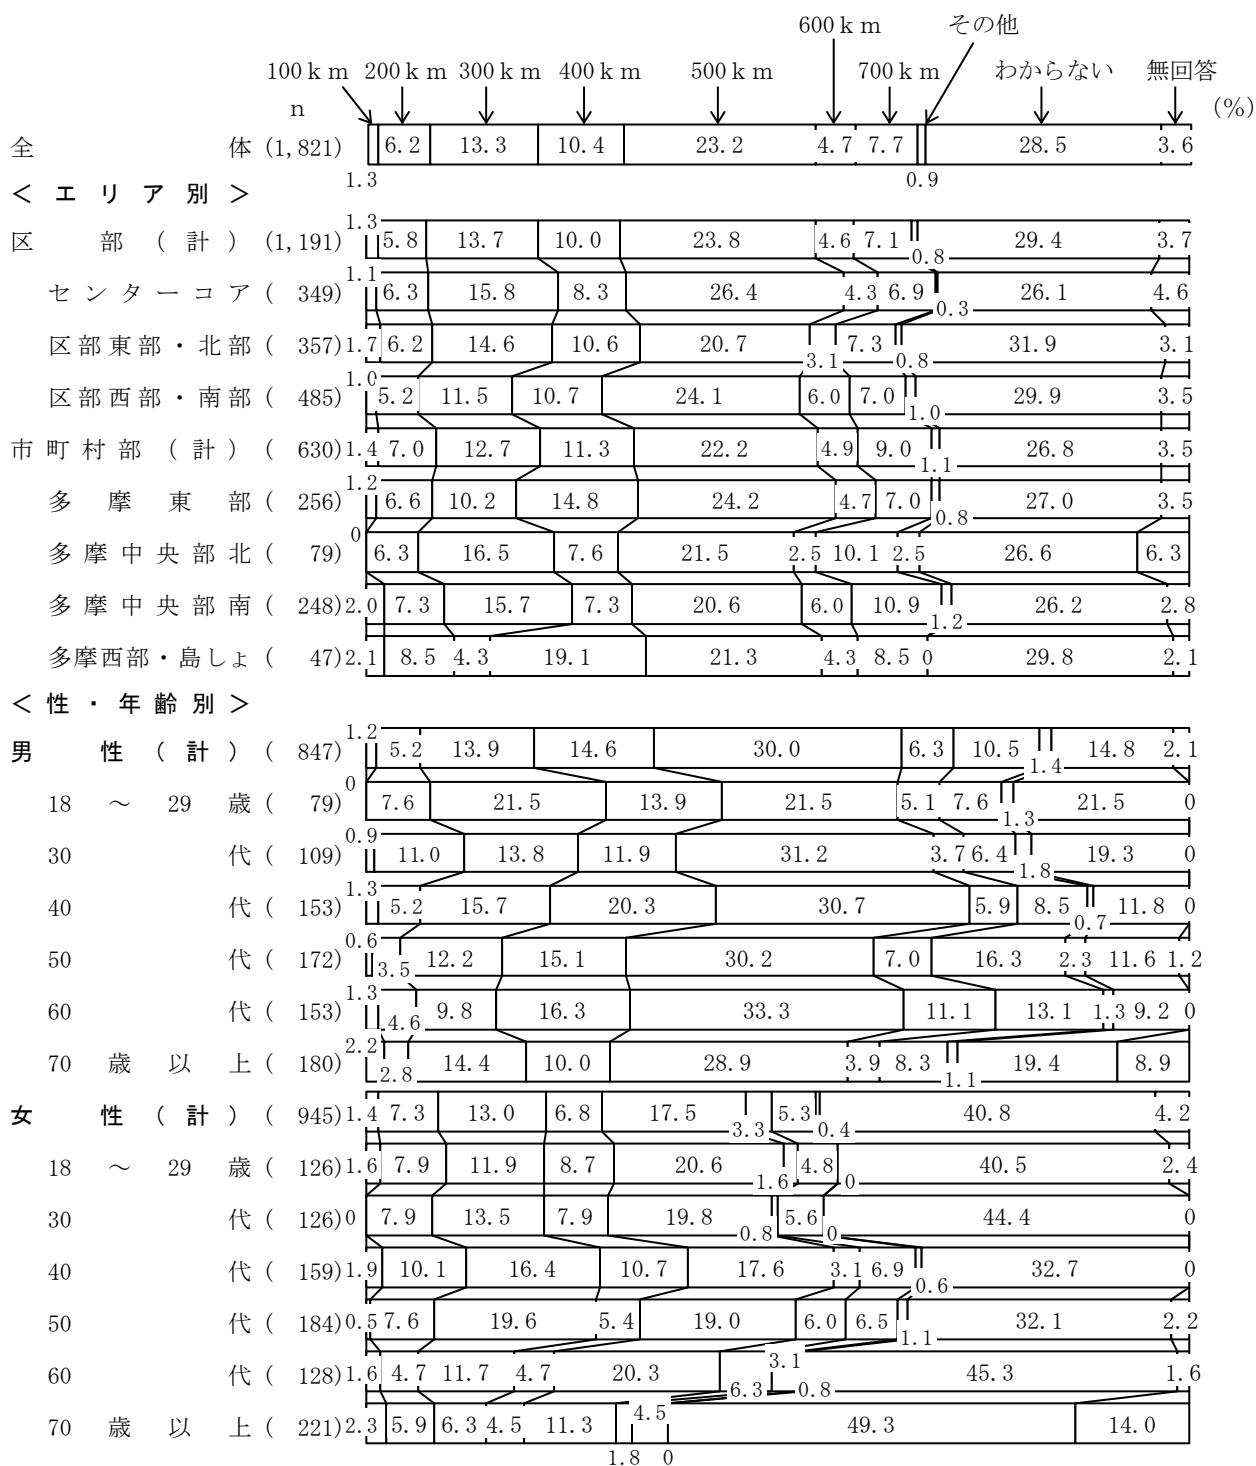 600ｋｍ その他
100ｋｍ 200ｋｍ 300ｋｍ 400ｋｍ 500ｋｍ 700ｋｍ わからない 無回答
n (％)
全体 (1,821) 6.2 13.3 10.4 23.2 4.7 7.7 28.5 3.6
1.3 0.9
＜エリア別＞
区部（計）(1,191) 1.3 5.8 13.7 10.0 23.8 4.6 7.1 0.8 29.4 3.7
センターコア( 349) 1.1 6.3 15.8 8.3 26.4 4.3 6.9 0.3 26.1 4.6
区部東部・北部( 357) 1.7 6.2 14.6 10.6 20.7 3.1 7.3 0.8 31.9 3.1
区部西部・南部( 485) 1.0 5.2 11.5 10.7 24.1 6.0 7.0 1.0 29.9 3.5
市町村部（計）( 630) 1.4 7.0 12.7 11.3 22.2 4.9 9.0 1.1 26.8 3.5
多摩東部( 256) 1.2 6.6 10.2 14.8 24.2 4.7 7.0 0.8 27.0 3.5
多摩中央部北( 79) 0 6.3 16.5 7.6 21.5 2.5 10.1 2.5 26.6 6.3
多摩中央部南( 248) 2.0 7.3 15.7 7.3 20.6 6.0 10.9 1.2 26.2 2.8
多摩西部・島しょ( 47) 2.1 8.5 4.3 19.1 21.3 4.3 8.5 0 29.8 2.1
＜性・年齢別＞
男性（計）( 847) 1.2 5.2 13.9 14.6 30.0 6.3 10.5 1.4 14.8 2.1
18～29歳( 79) 0 7.6 21.5 13.9 21.5 5.1 7.6 1.3 21.5 0
30代( 109) 0.9 11.0 13.8 11.9 31.2 3.7 6.4 1.8 19.3 0
40代( 153) 1.3 5.2 15.7 20.3 30.7 5.9 8.5 0.7 11.8 0
50代( 172) 0.6 3.5 12.2 15.1 30.2 7.0 16.3 2.3 11.6 1.2
60代( 153) 1.3 4.6 9.8 16.3 33.3 11.1 13.1 1.3 9.2 0
70歳以上( 180) 2.2 2.8 14.4 10.0 28.9 3.9 8.3 1.1 19.4 8.9
女性（計）( 945) 1.4 7.3 13.0 6.8 17.5 3.3 5.3 0.4 40.8 4.2
18～29歳( 126) 1.6 7.9 11.9 8.7 20.6 1.6 4.8 0 40.5 2.4
30代( 126) 0 7.9 13.5 7.9 19.8 0.8 5.6 0 44.4 0
40代( 159) 1.9 10.1 16.4 10.7 17.6 3.1 6.9 0.6 32.7 0
50代( 184) 0.5 7.6 19.6 5.4 19.0 6.0 6.5 1.1 32.1 2.2
60代( 128) 1.6 4.7 11.7 4.7 20.3 6.3 3.1 0.8 45.3 1.6
70歳以上( 221) 2.3 5.9 6.3 4.5 11.3 4.5 49.3 14.0
1.8 0